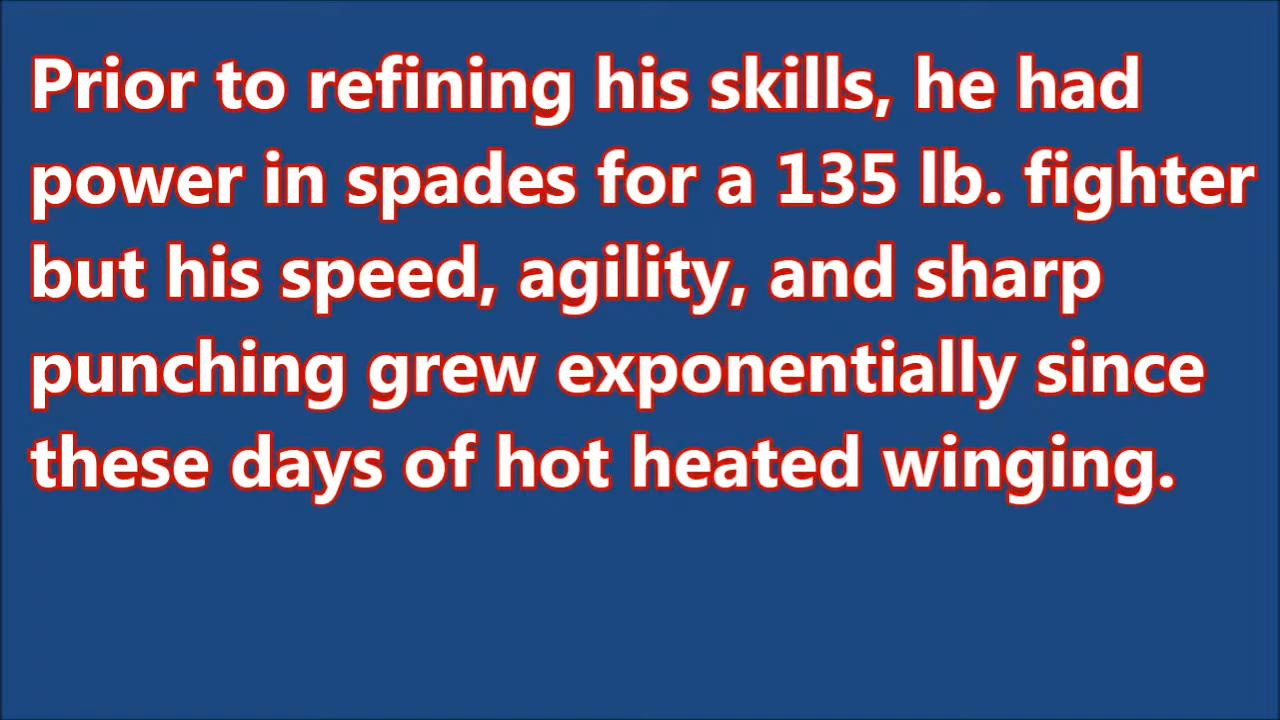 Prior to refining his skills, he had
power in spades for a 135 lb. fighter
but his speed, agility, and sharp
punching grew exponentially since
these days of hot heated winging.